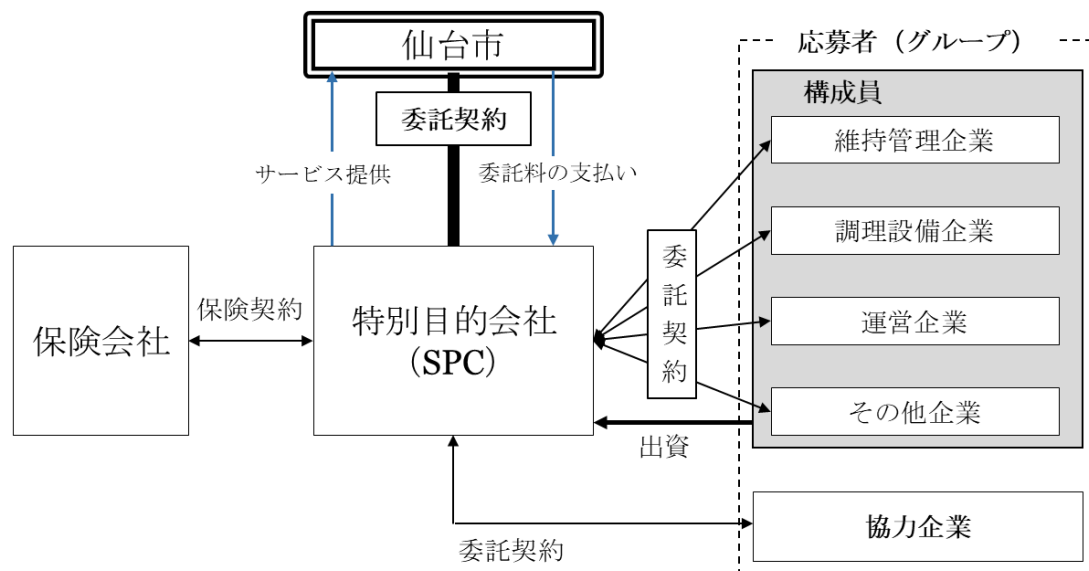 仙台市
応募者（グループ）
構成員
委託契約
維持管理企業
サービス提供
委託料の支払い
調理設備企業
委託契約
保険契約
特別目的会社
（SPC）
保険会社
運営企業
その他企業
出資
協力企業
委託契約